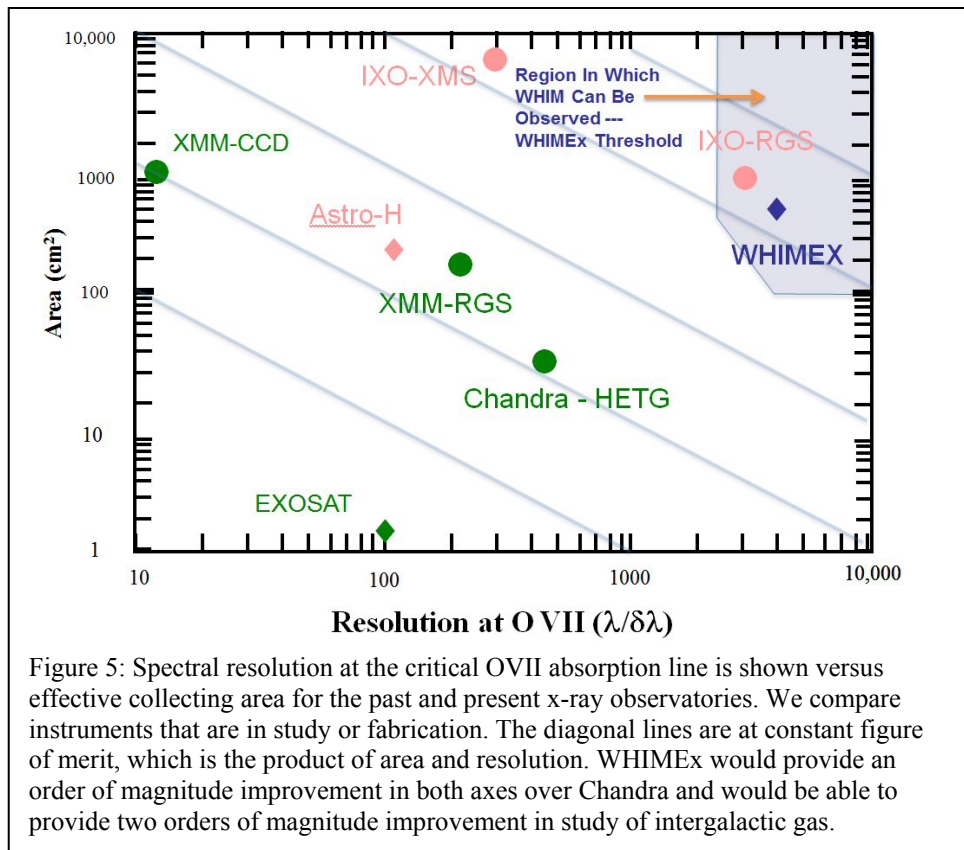 10,000
1000
100
10
1
Area (cm²)
IXO-XMS
Region In Which
WHIM Can Be
Observed ---
WHIMEx Threshold
IXO-RGS
XMM-CCD
Astro-H
WHIMEX
XMM-RGS
Chandra - HETG
EXOSAT
10
100
1000
10,000
Resolution at O VII (λ/δλ)
Figure 5: Spectral resolution at the critical OVII absorption line is shown versus
effective collecting area for the past and present x-ray observatories. We compare
instruments that are in study or fabrication. The diagonal lines are at constant figure
of merit, which is the product of area and resolution. WHIMEx would provide an
order of magnitude improvement in both axes over Chandra and would be able to
provide two orders of magnitude improvement in study of intergalactic gas.